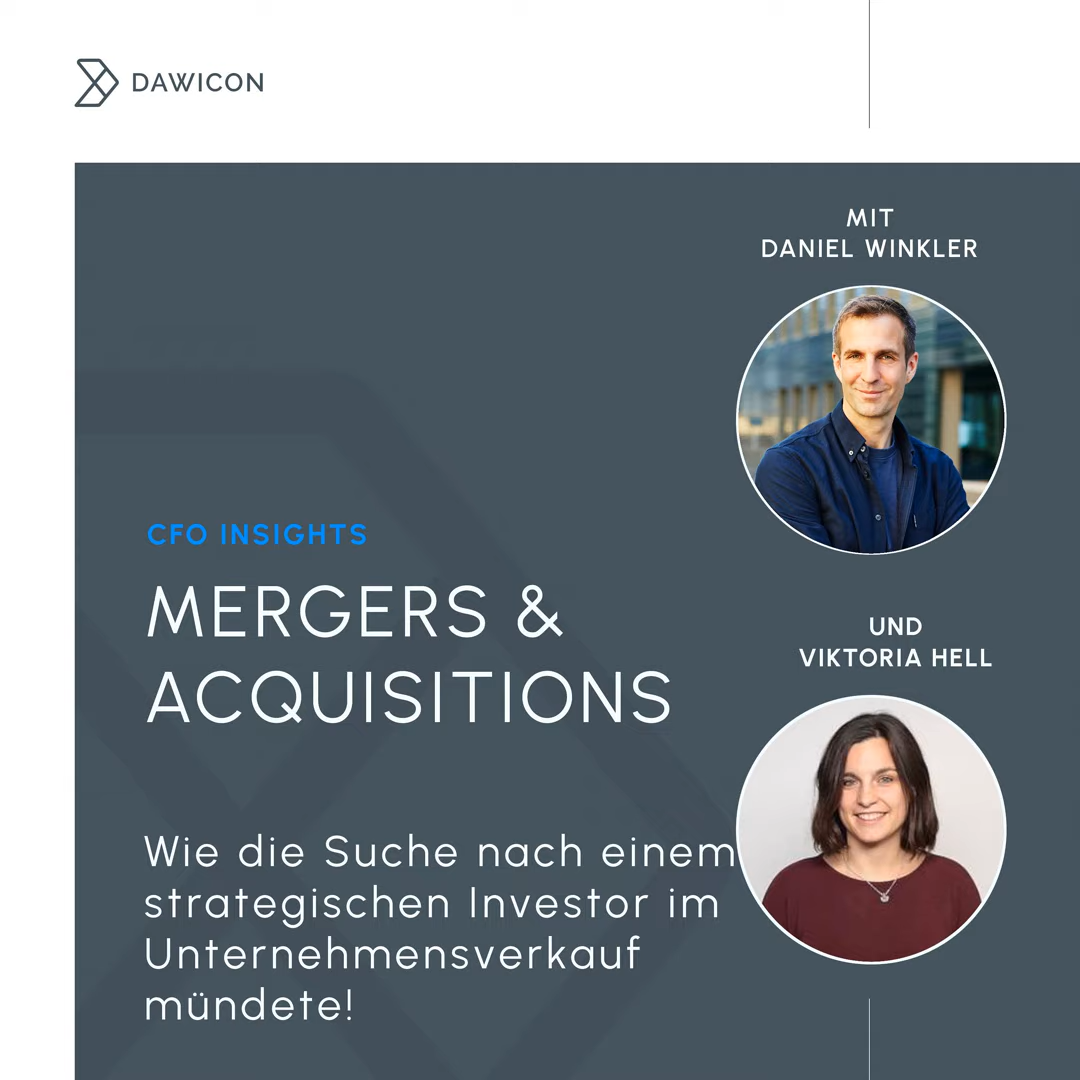 DAWICON
MIT
DANIEL WINKLER
CFO INSIGHTS
MERGERS &
ACQUISITIONS
UND
VIKTORIA HELL
Wie die Suche nach einem
strategischen Investor im
Unternehmensverkauf
mündete!